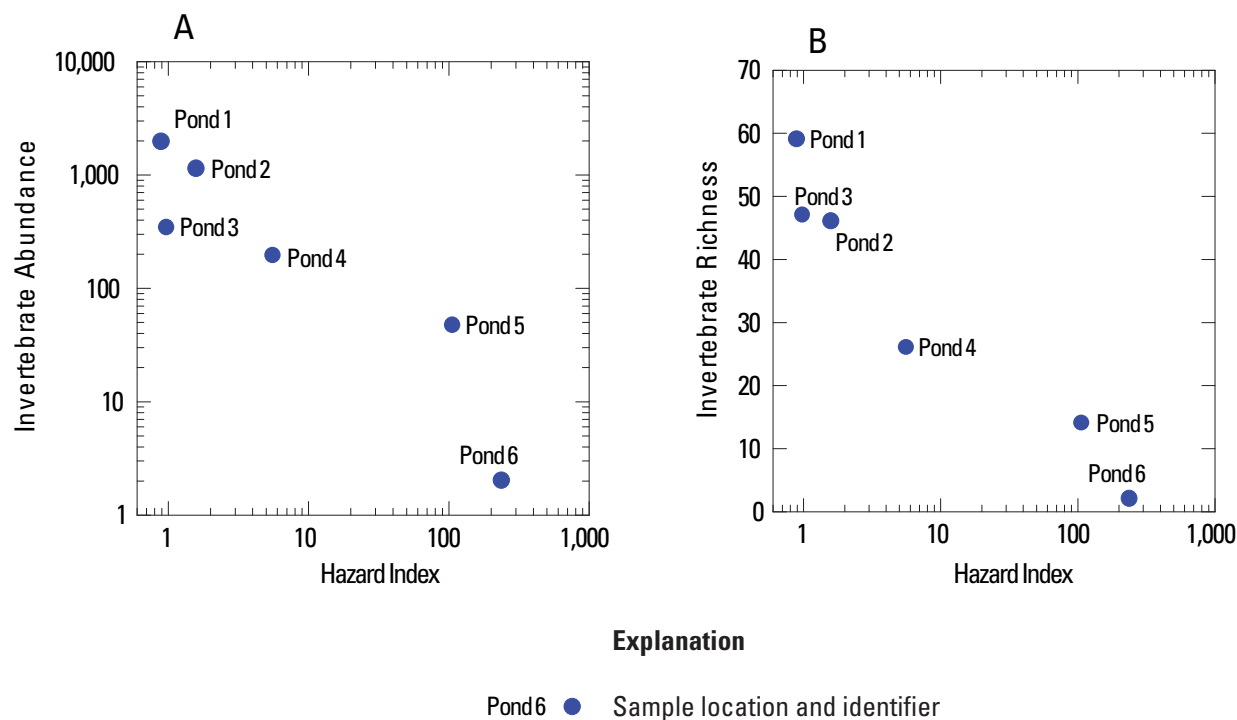 A
10,000
1,000
100
10
1
Invertebrate Abundance
Pond 1
Pond 2
Pond 3
Pond 4
Pond 5
Pond 6
1
10
100
1,000
Hazard Index
B
70
60
50
40
30
20
10
0
Invertebrate Richness
Pond 1
Pond 3
Pond 2
Pond 4
Pond 5
Pond 6
1
10
100
1,000
Hazard Index
Explanation
Pond 6 Sample location and identifier